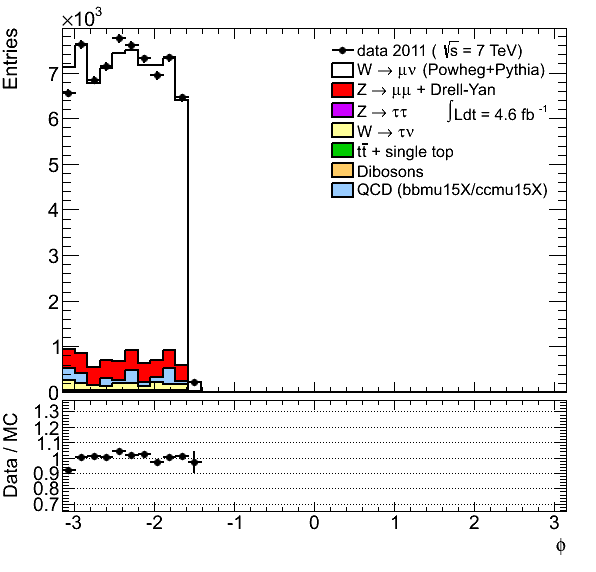 ×10³
Entries
7
6
5
4
3
2
1
0
data 2011 ( √s = 7 TeV)
W → μν (Powheg+Pythia)
Z → μμ + Drell-Yan
Z → ττ
∫Ldt = 4.6 fb⁻¹
W → τν
tt̄ + single top
Dibosons
QCD (bbmu15X/ccmu15X)
Data / MC
1.3
1.2
1.1
1
0.9
0.8
0.7
-3 -2 -1 0 1 2 3
ϕ